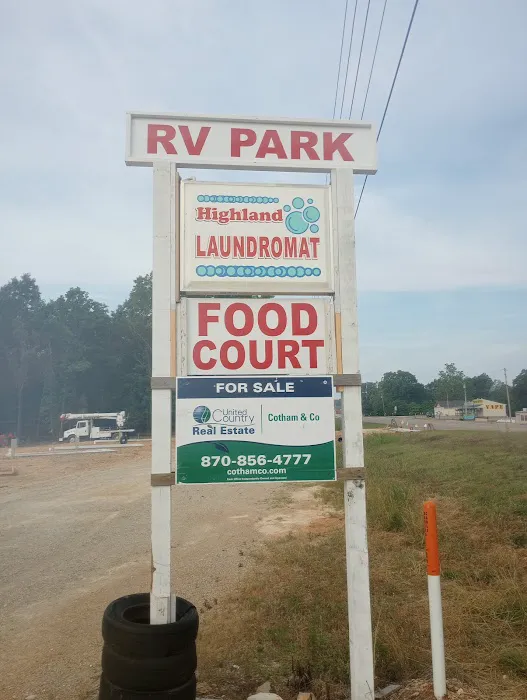 RV PARK
Highland
LAUNDROMAT
FOOD
COURT
FOR SALE
United
Country
Real Estate
Cotham & Co
870-856-4777
cothamco.com